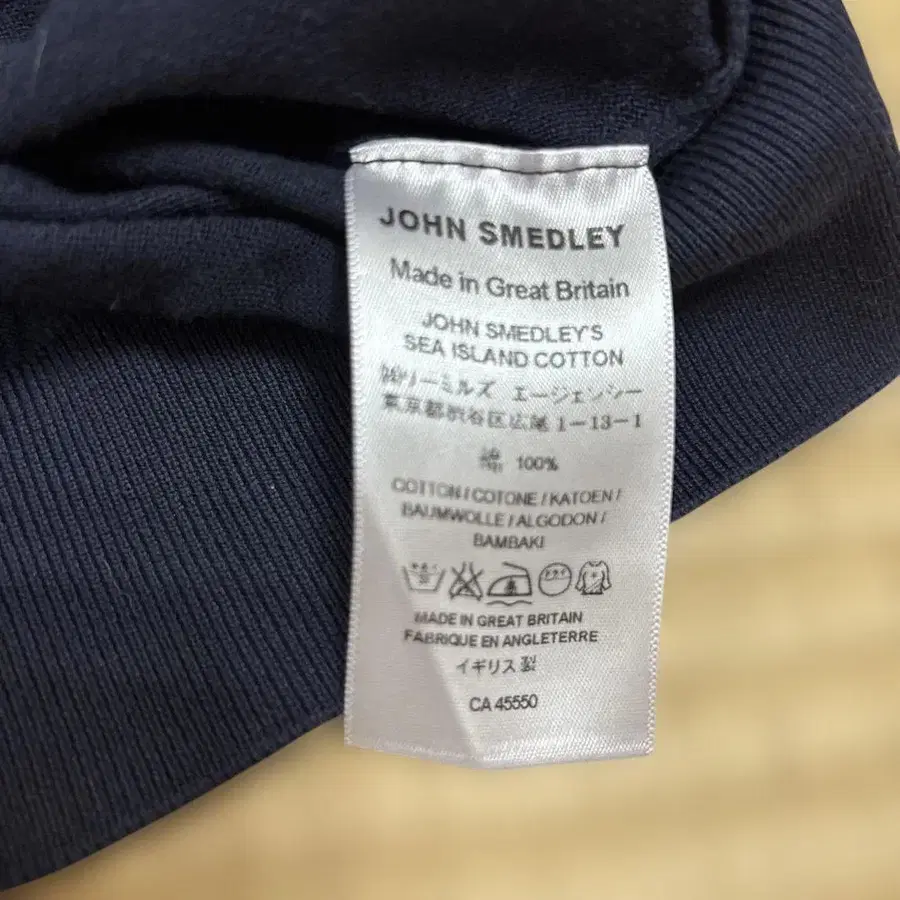 JOHN SMEDLEY
Made in Great Britain
JOHN SMEDLEY'S
SEA ISLAND COTTON
㈱リーミルズ エージェンシー
東京都渋谷区広尾 1-13-1
綿 100%
COTTON / COTONE / KATOEN /
BAUMWOLLE / ALGODON /
BAMBAKI
MADE IN GREAT BRITAIN
FABRIQUE EN ANGLETERRE
イギリス製
CA 45550